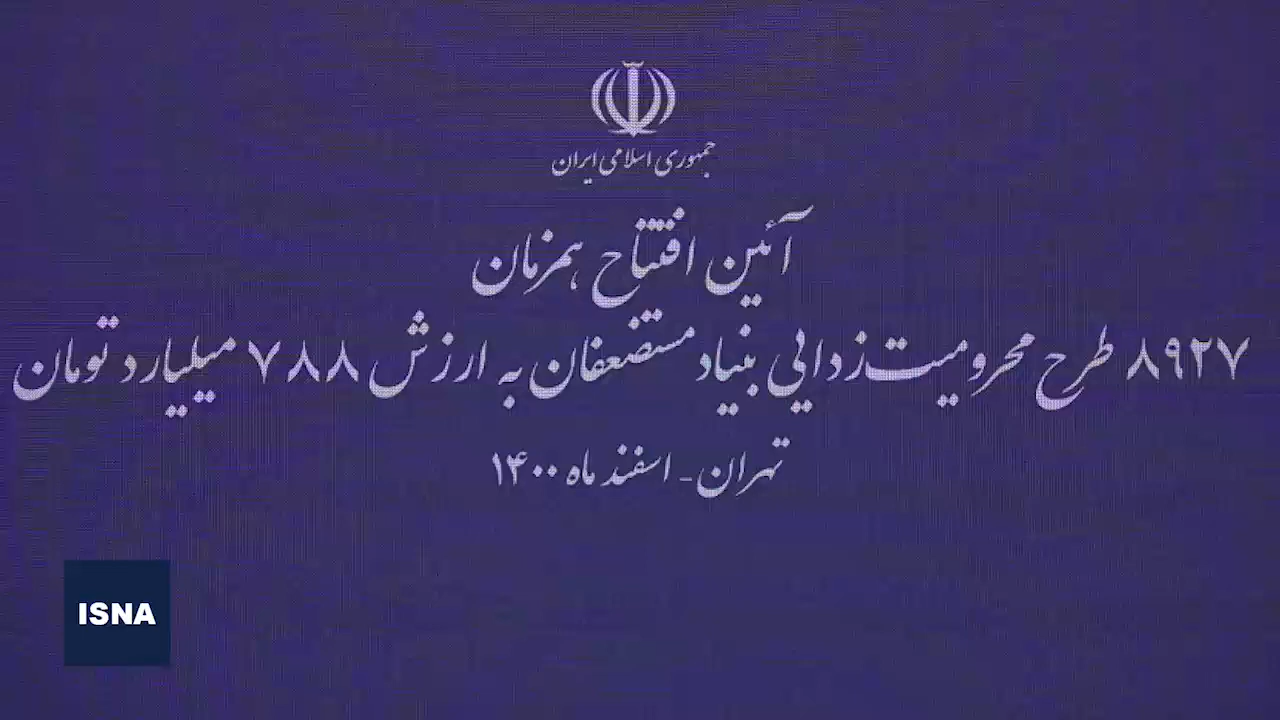 جمهوری اسلامی ایران
آئین افتتاح همزمان
۸۹۲۷ طرح محرومیت‌زدایی بنیاد مستضعفان به ارزش ۷۸۸ میلیارد تومان
تهران - اسفند ماه ۱۴۰۰
ISNA